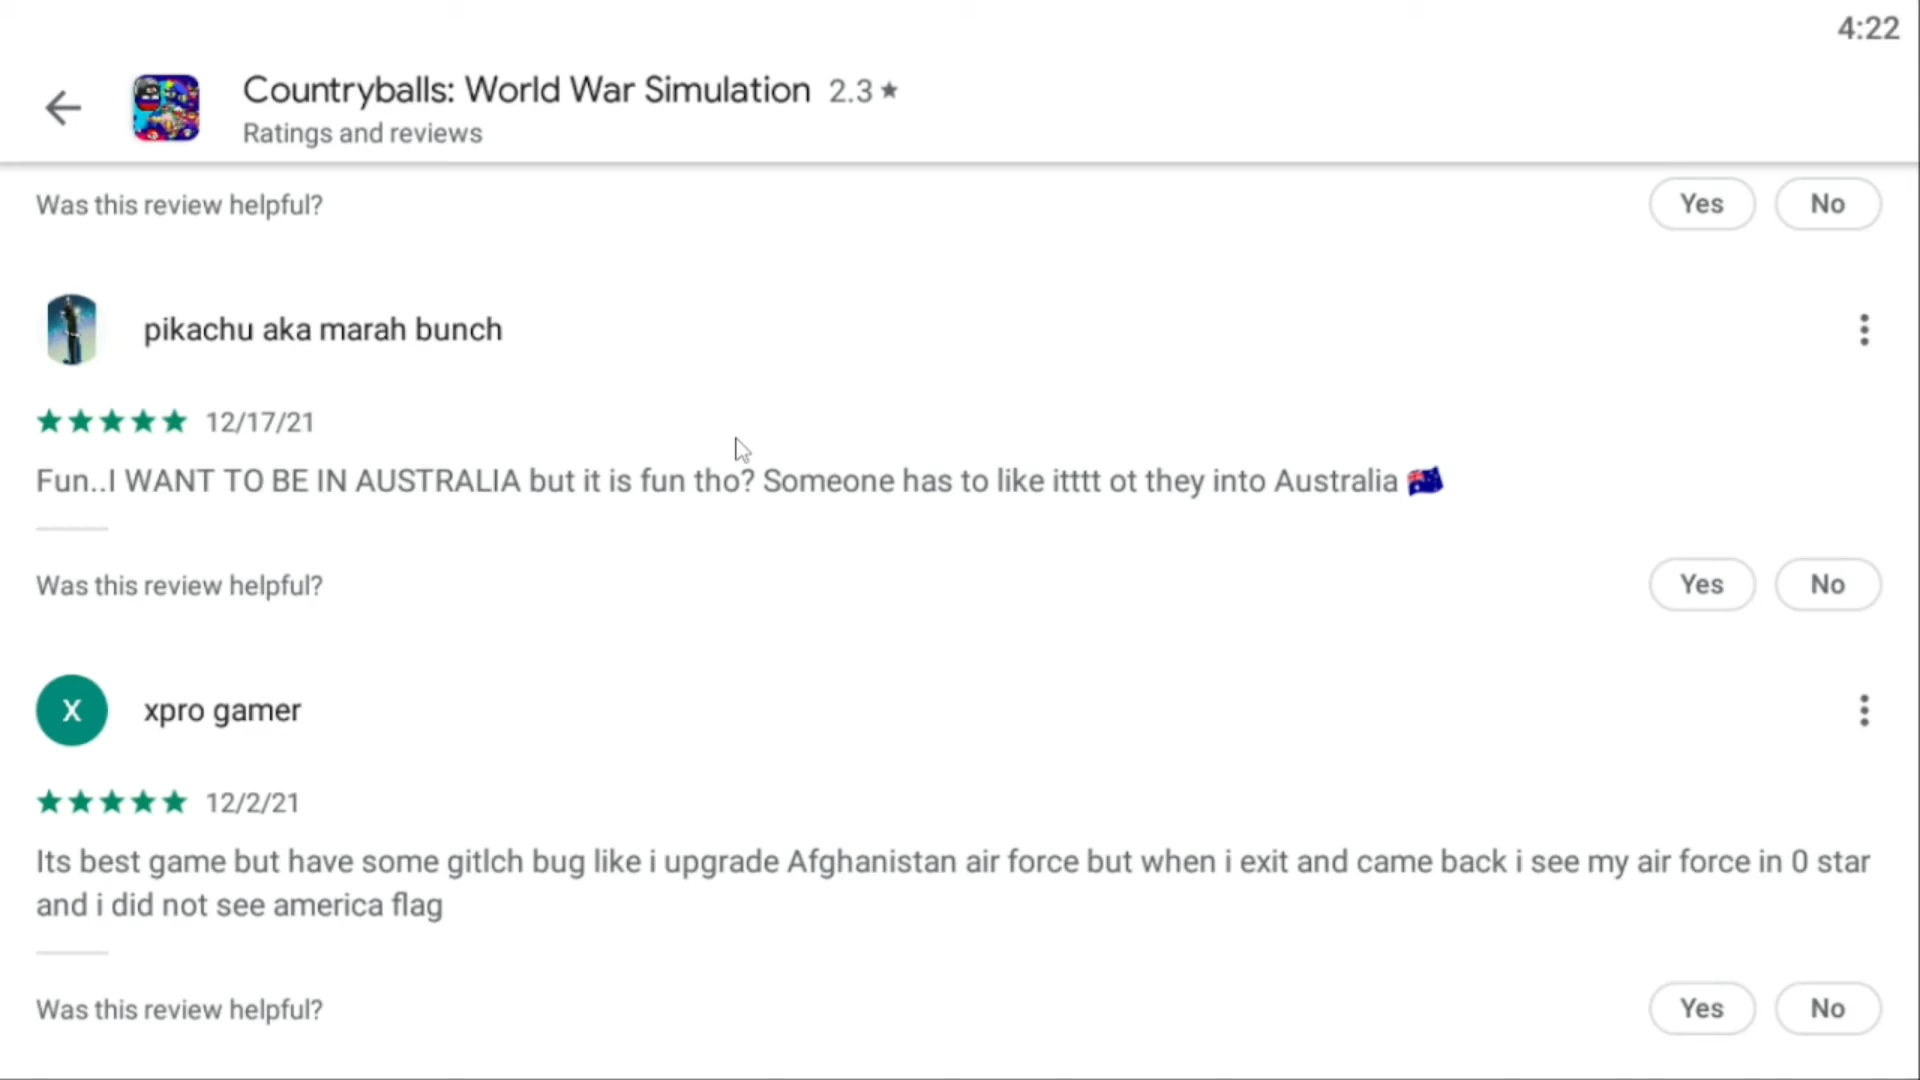 4:22
Countryballs: World War Simulation 2.3 ★
Ratings and reviews
Was this review helpful? Yes No
pikachu aka marah bunch
12/17/21
Fun..I WANT TO BE IN AUSTRALIA but it is fun tho? Someone has to like itttt ot they into Australia 🇦🇺
Was this review helpful? Yes No
X xpro gamer
12/2/21
Its best game but have some gitlch bug like i upgrade Afghanistan air force but when i exit and came back i see my air force in 0 star
and i did not see america flag
Was this review helpful? Yes No